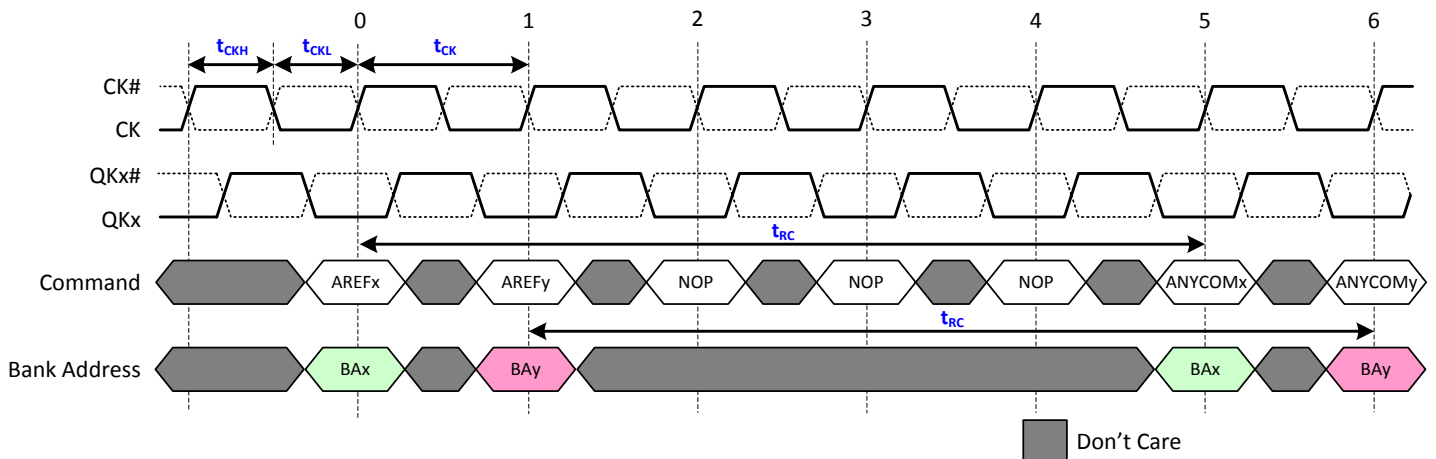 0 1 2 3 4 5 6
tCKH tCKL tCK
CK#
CK
QKx#
QKx
tRC
Command AREFx AREFy NOP NOP NOP ANYCOMx ANYCOMy
tRC
Bank Address BAx BAy BAx BAy
Don't Care